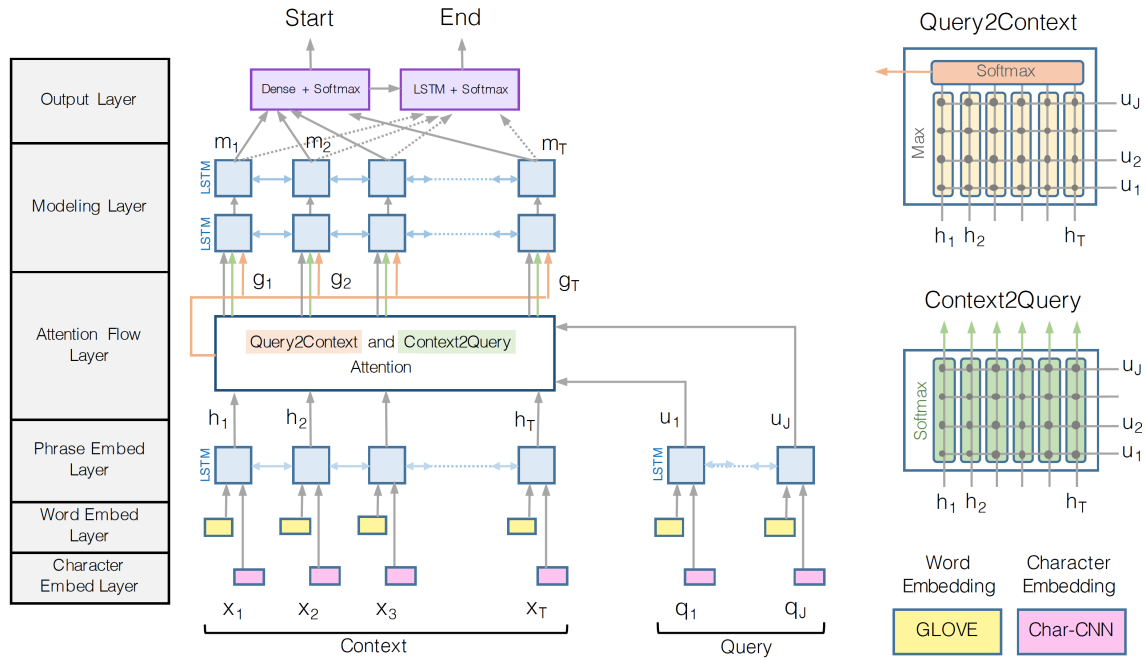 Start
End
Query2Context
Output Layer
Dense + Softmax
LSTM + Softmax
Softmax
Max
u_J
u_2
u_1
h_1 h_2 h_T
m_1 m_2 m_T
Modeling Layer
LSTM
LSTM
g_1 g_2 g_T
Attention Flow
Layer
Query2Context and Context2Query
Attention
Context2Query
Softmax
u_J
u_2
u_1
h_1 h_2 h_T
h_1 h_2 h_T
u_1 u_J
Phrase Embed
Layer
LSTM
LSTM
Word Embed
Layer
Character
Embed Layer
x_1 x_2 x_3 x_T
q_1 q_J
Context
Query
Word
Embedding
Character
Embedding
GLOVE
Char-CNN